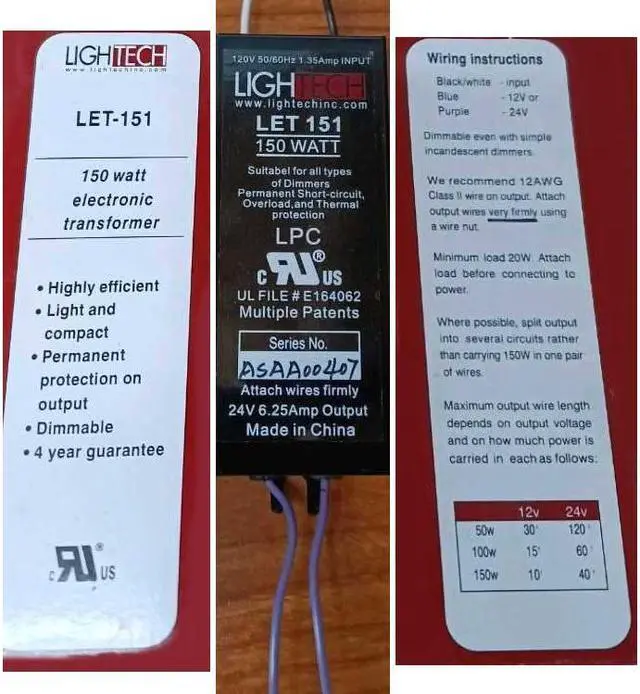 LIGHTECH
www.lightechinc.com
LET-151
150 watt
electronic
transformer
• Highly efficient
• Light and
compact
• Permanent
protection on
output
• Dimmable
• 4 year guarantee
c RU® US
120V 50/60Hz 1.35Amp INPUT
LIGHTECH
www.lightechinc.com
LET 151
150 WATT
Suitabel for all types
of Dimmers
Permanent Short-circuit,
Overload,and Thermal
protection
LPC
c RU® US
UL FILE # E164062
Multiple Patents
Series No.
ASAA00407
Attach wires firmly
24V 6.25Amp Output
Made in China
Wiring instructions
Black/white - input
Blue - 12V or
Purple - 24V
Dimmable even with simple
incandescent dimmers.
We recommend 12AWG
Class II wire on output. Attach
output wires very firmly using
a wire nut.
Minimum load 20W. Attach
load before connecting to
power.
Where possible, split output
into several circuits rather
than carrying 150W in one pair
of wires.
Maximum output wire length
depends on output voltage
and on how much power is
carried in each as follows:
12v 24v
50w 30' 120'
100w 15' 60'
150w 10' 40'